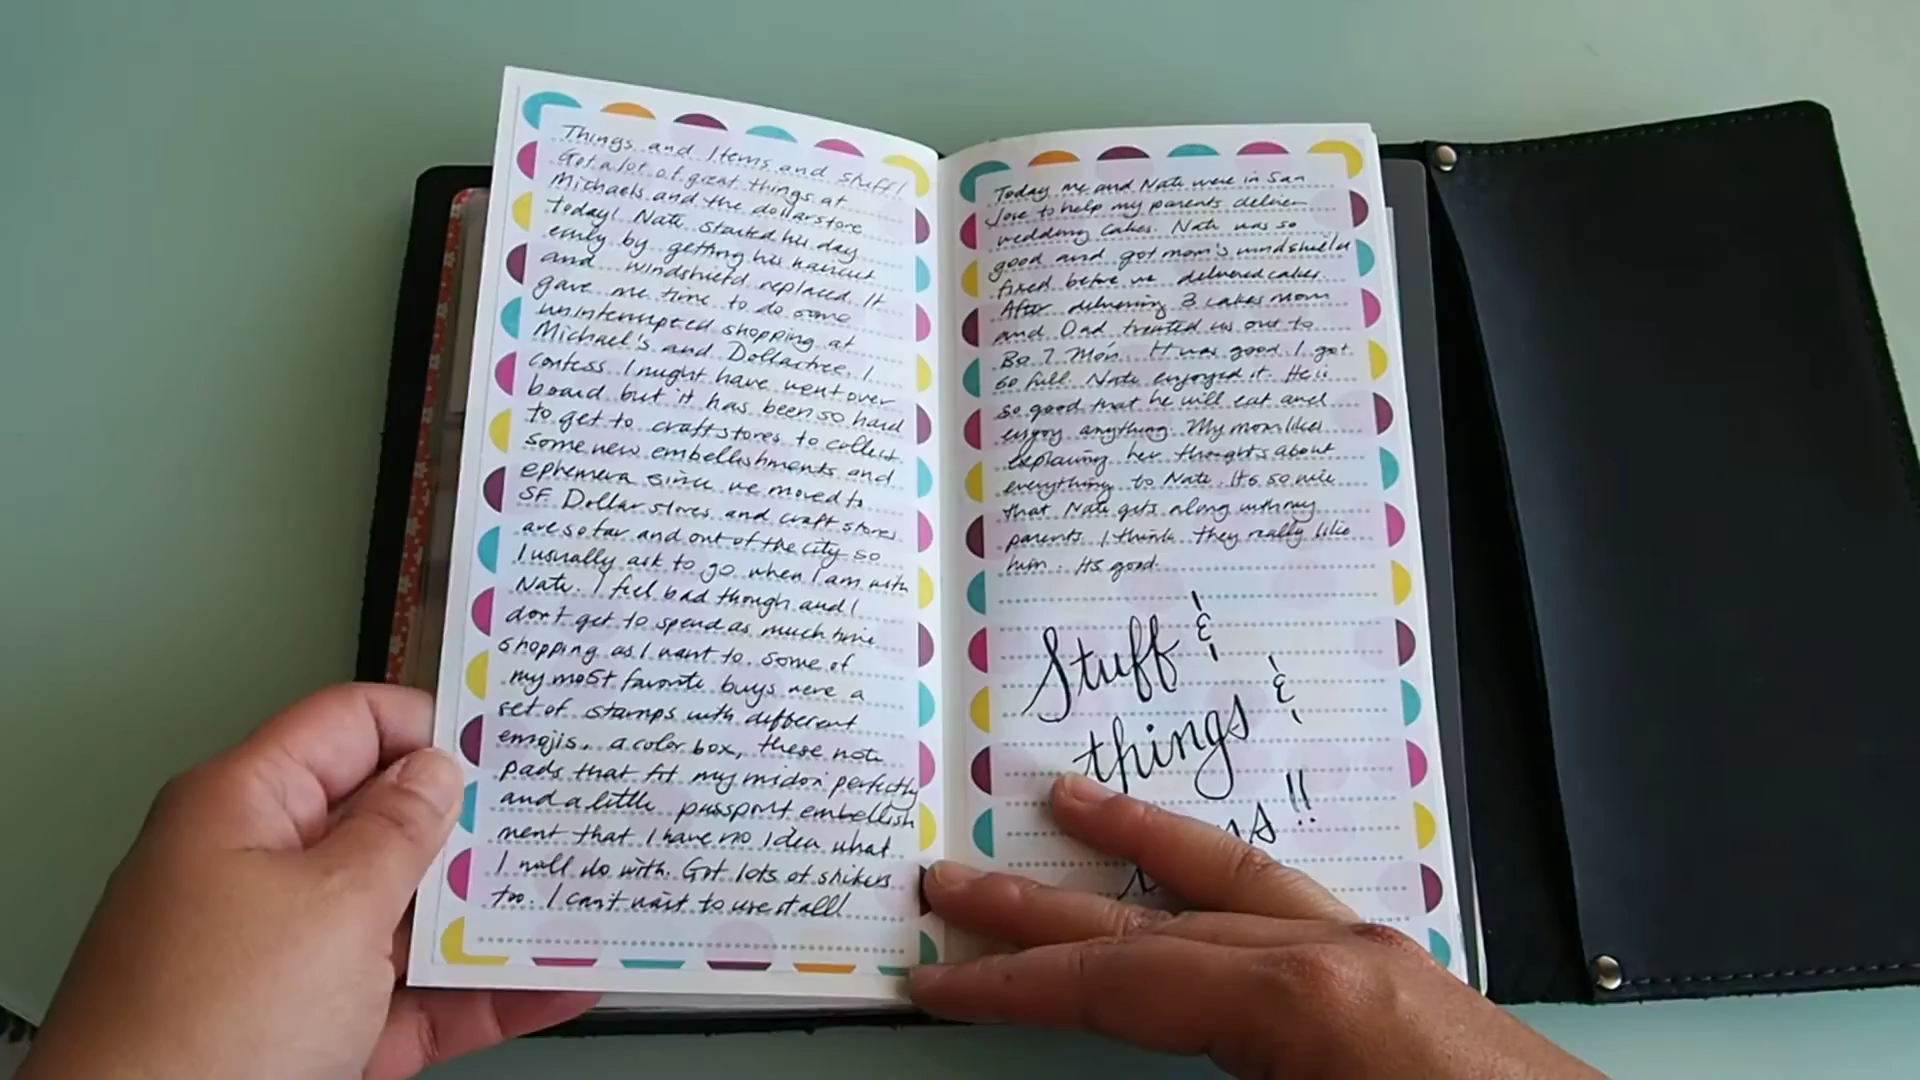 Things and Items and stuff!
Got a lot of great things at
Michaels and the dollarstore
today! Nate started his day
early by getting his haircut
and windshield replaced. It
gave me time to do some
uninterrupted shopping at
Michael's and Dollartree. I
confess I might have went over
board but it has been so hard
to get to craft stores to collect
some new embellishments and
ephemera since we moved to
SF. Dollar stores and craft stores
are so far and out of the city so
I usually ask to go when I am with
Nate. I feel bad though and I
don't get to spend as much time
shopping as I want to. Some of
my most favorite buys were a
set of stamps with different
emojis, a color box, these note
pads that fit my midori perfectly
and a little passport embellish
ment that I have no idea what
I will do with. Got lots of stikers
too. I can't wait to use it all!
Today me and Nate were in San
Jose to help my parents deliver
wedding cakes. Nate was so
good and got mom's windshield
fixed before we delivered cakes.
After delivering 3 cakes mom
and Dad treated us out to
Bo 7 Món. It was good. I got
so full. Nate enjoyed it. He is
so good that he will eat and
enjoy anything. My mom likes
explaining her thoughts about
everything to Nate. Its so nice
that Nate gets along with my
parents. I think they really like
him. Its good.
Stuff &
things &
!!